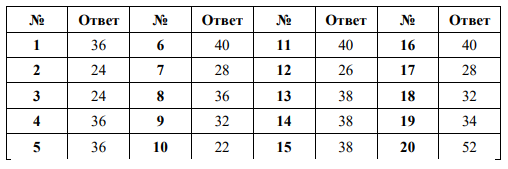 № Ответ № Ответ № Ответ № Ответ
1 36 6 40 11 40 16 40
2 24 7 28 12 26 17 28
3 24 8 36 13 38 18 32
4 36 9 32 14 38 19 34
5 36 10 22 15 38 20 52